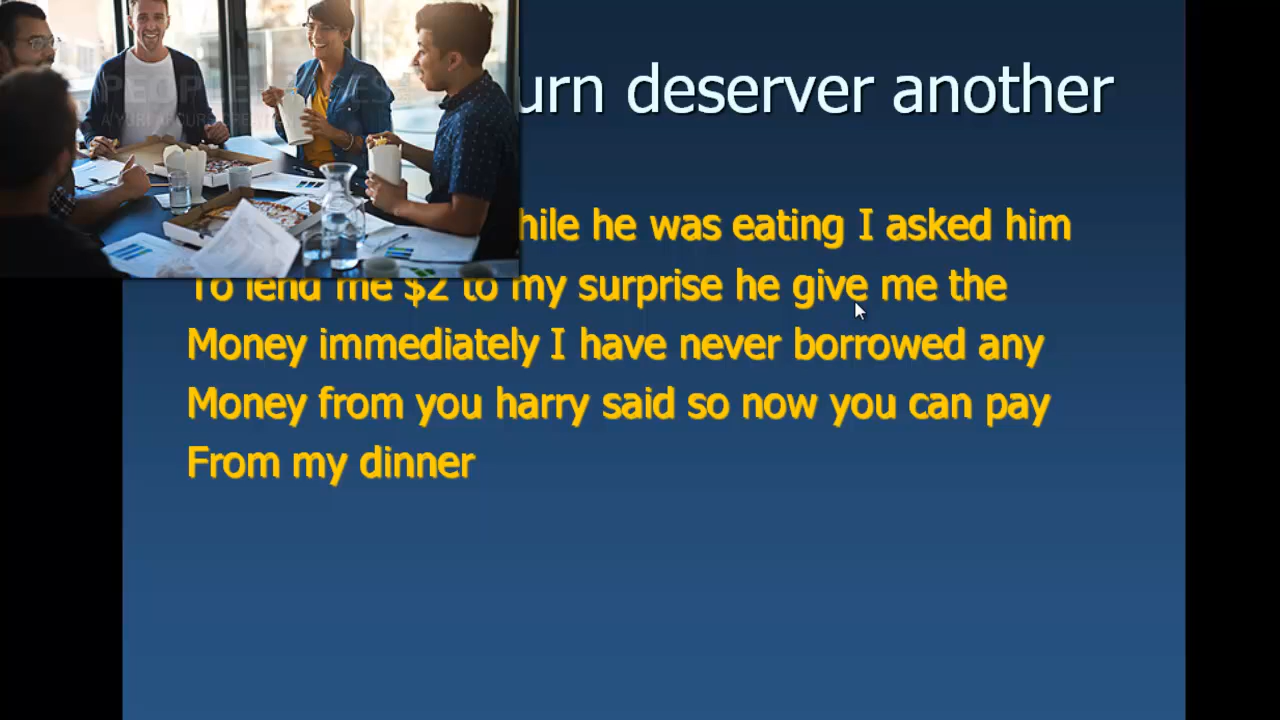 urn deserver another
hile he was eating I asked him
To lend me $2 to my surprise he give me the
Money immediately I have never borrowed any
Money from you harry said so now you can pay
From my dinner